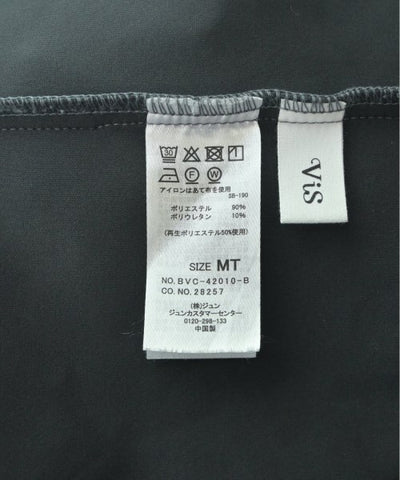 30
F W
アイロンはあて布を使用
SB-190
ポリエステル 90%
ポリウレタン 10%
(再生ポリエステル50%使用)
SIZE MT
NO.BVC-42010-B
CO.NO.28257
(株)ジュン
ジュンカスタマーセンター
0120-298-133
中国製
ViS